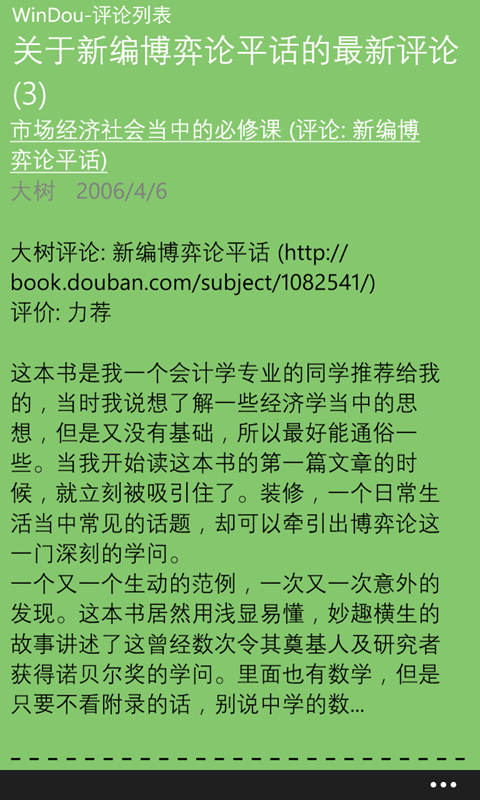 WinDou-评论列表
关于新编博弈论平话的最新评论
(3)
市场经济社会当中的必修课 (评论: 新编博
弈论平话)
大树 2006/4/6
大树评论: 新编博弈论平话 (http://
book.douban.com/subject/1082541/)
评价: 力荐
这本书是我一个会计学专业的同学推荐给我
的，当时我说想了解一些经济学当中的思
想，但是又没有基础，所以最好能通俗一
些。当我开始读这本书的第一篇文章的时
候，就立刻被吸引住了。装修，一个日常生
活当中常见的话题，却可以牵引出博弈论这
一门深刻的学问。
一个又一个生动的范例，一次又一次意外的
发现。这本书居然用浅显易懂，妙趣横生的
故事讲述了这曾经数次令其奠基人及研究者
获得诺贝尔奖的学问。里面也有数学，但是
只要不看附录的话，别说中学的数...